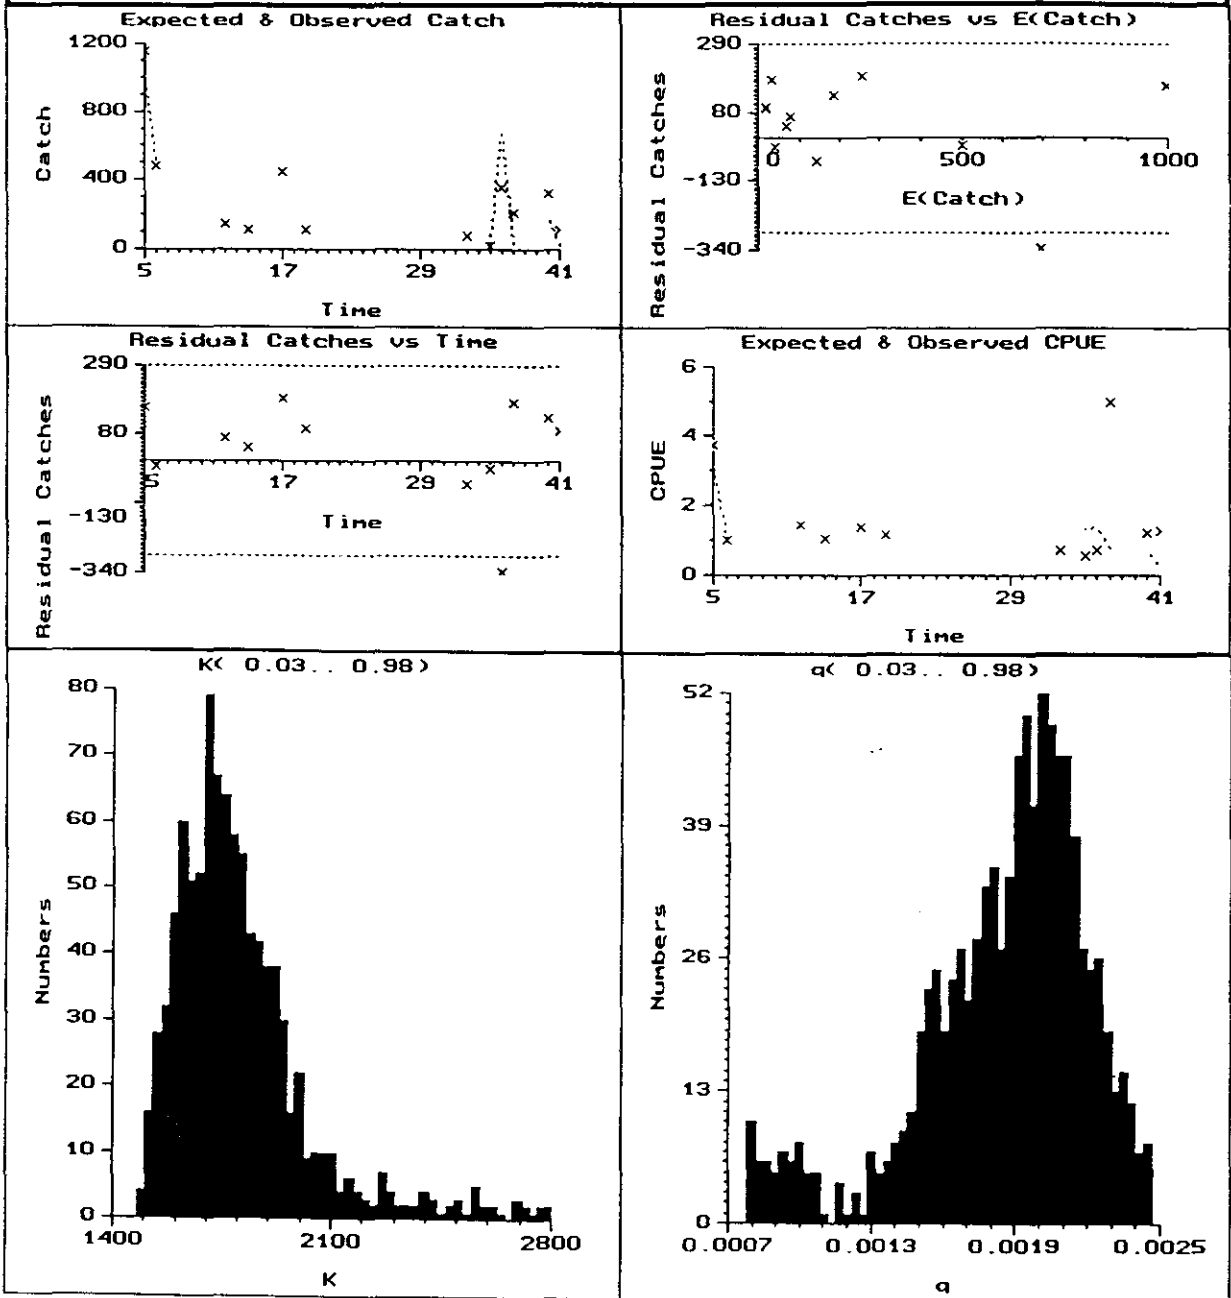 Expected & Observed Catch
1200
800
400
0
Catch
5 17 29 41
Time
Residual Catches vs E(Catch)
290
80
-130
-340
Residual Catches
0 500 1000
E(Catch)
Residual Catches vs Time
290
80
-130
-340
Residual Catches
5 17 29 41
Time
Expected & Observed CPUE
6
4
2
0
CPUE
5 17 29 41
Time
K( 0.03.. 0.98)
80
70
60
50
40
30
20
10
0
Numbers
1400 2100 2800
K
q( 0.03.. 0.98)
52
39
26
13
0
Numbers
0.0007 0.0013 0.0019 0.0025
q